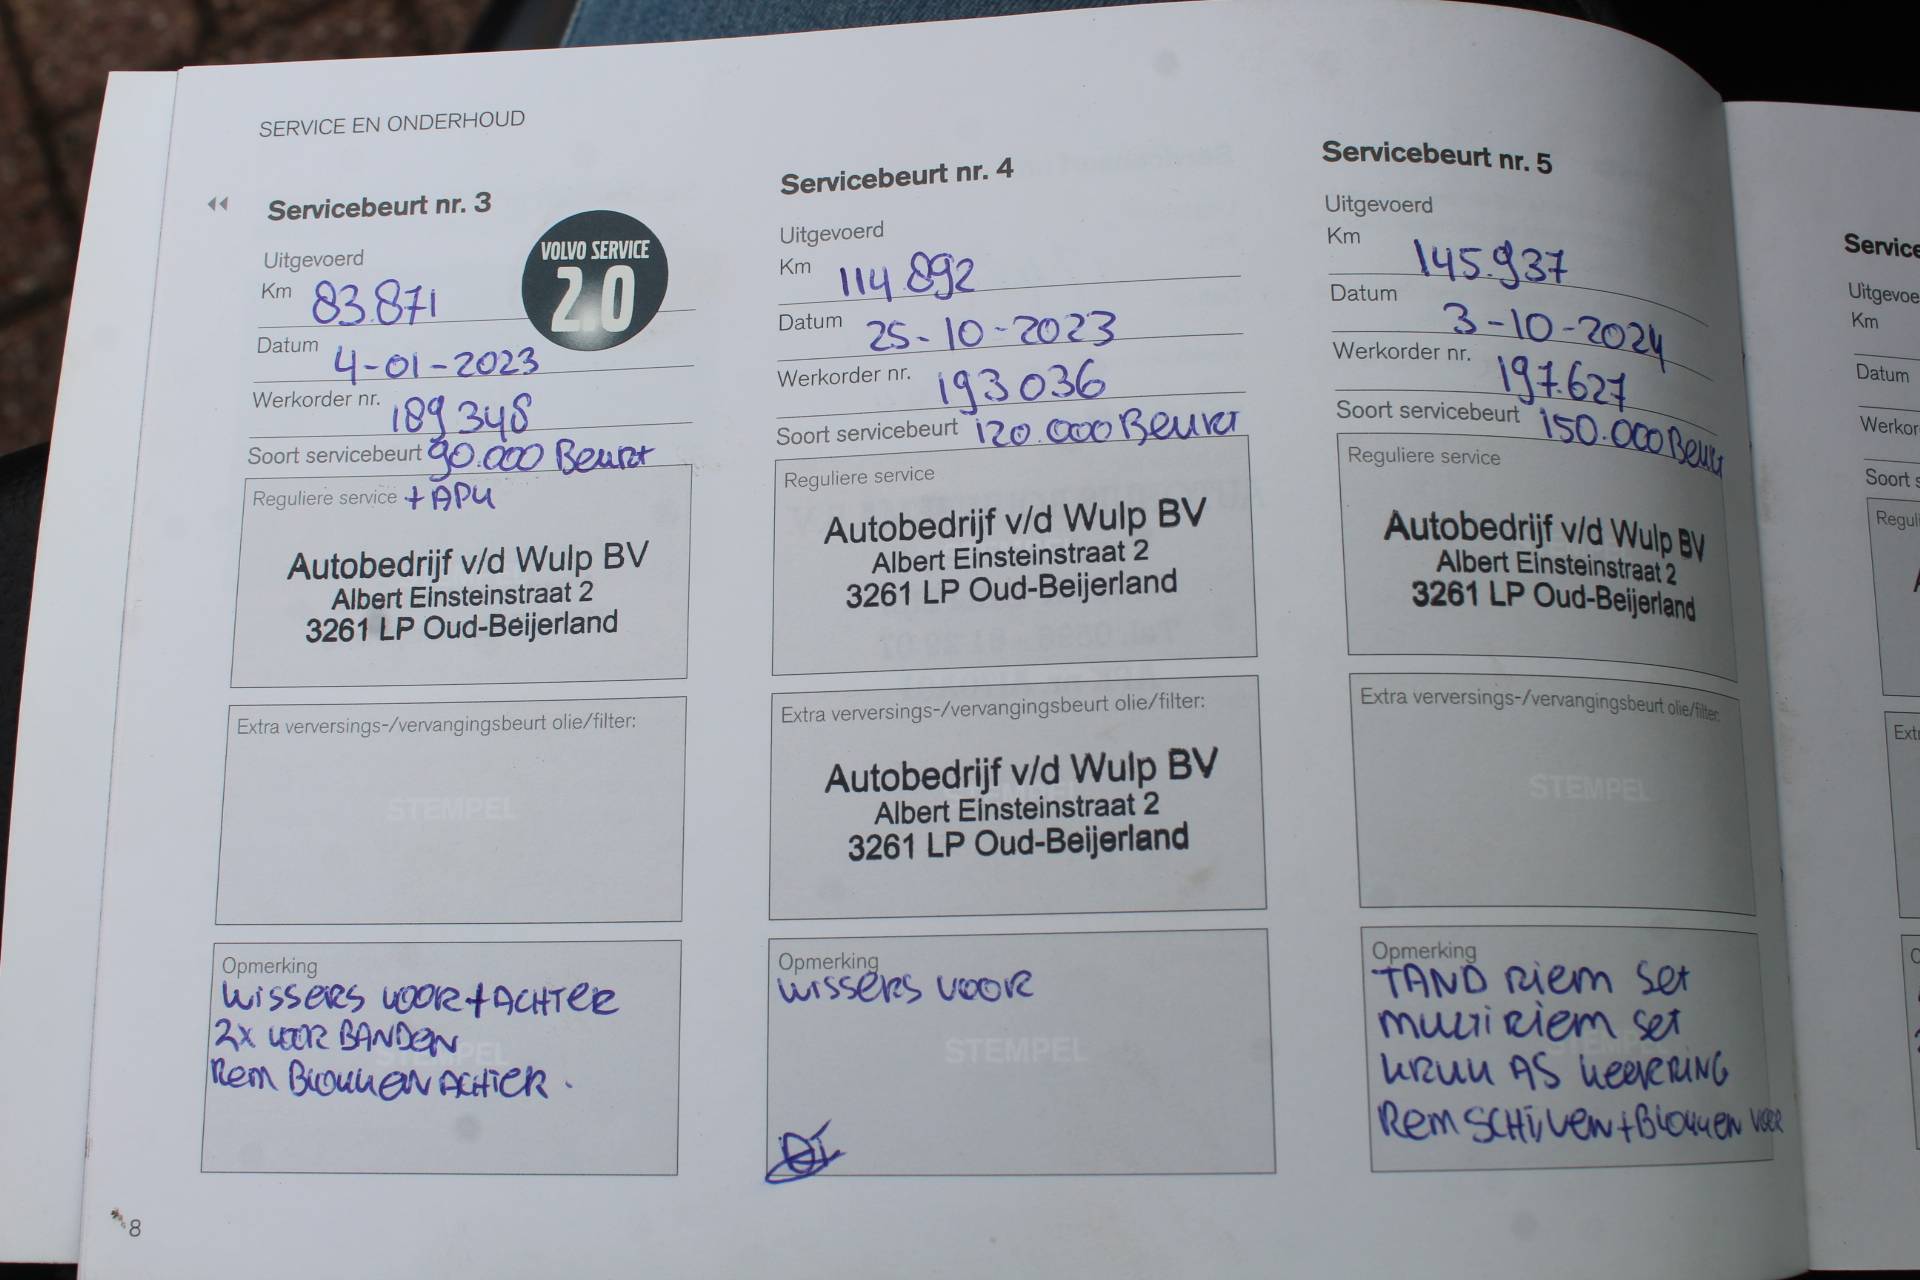 SERVICE EN ONDERHOUD
Servicebeurt nr. 3
Uitgevoerd
Km 83.871
Datum 4-01-2023
Werkorder nr. 189348
Soort servicebeurt 90.000 Beurt
Reguliere service + APK
Autobedrijf v/d Wulp BV
Albert Einsteinstraat 2
3261 LP Oud-Beijerland
Extra verversings-/vervangingsbeurt olie/filter:
STEMPEL
Opmerking
wissers voor + ACHTER
2x voor BANDEN
Rem Blokken ACHTER.
VOLVO SERVICE
2.0
Servicebeurt nr. 4
Uitgevoerd
Km 114.892
Datum 25-10-2023
Werkorder nr. 193036
Soort servicebeurt 120.000 Beurt
Reguliere service
Autobedrijf v/d Wulp BV
Albert Einsteinstraat 2
3261 LP Oud-Beijerland
Extra verversings-/vervangingsbeurt olie/filter:
Autobedrijf v/d Wulp BV
Albert Einsteinstraat 2
3261 LP Oud-Beijerland
Opmerking
wissers voor
STEMPEL
Servicebeurt nr. 5
Uitgevoerd
Km 145.937
Datum 3-10-2024
Werkorder nr. 197.627
Soort servicebeurt 150.000 Beurt
Reguliere service
Autobedrijf v/d Wulp BV
Albert Einsteinstraat 2
3261 LP Oud-Beijerland
Extra verversings-/vervangingsbeurt olie/filter:
STEMPEL
Opmerking
TAND Riem Set
Multi Riem set
KRUK AS KEERRING
Rem SCHIJVEN + Blokken voor
8
Service
Uitgevoe
Km
Datum
Werkor
Soort s
Regul
Extr